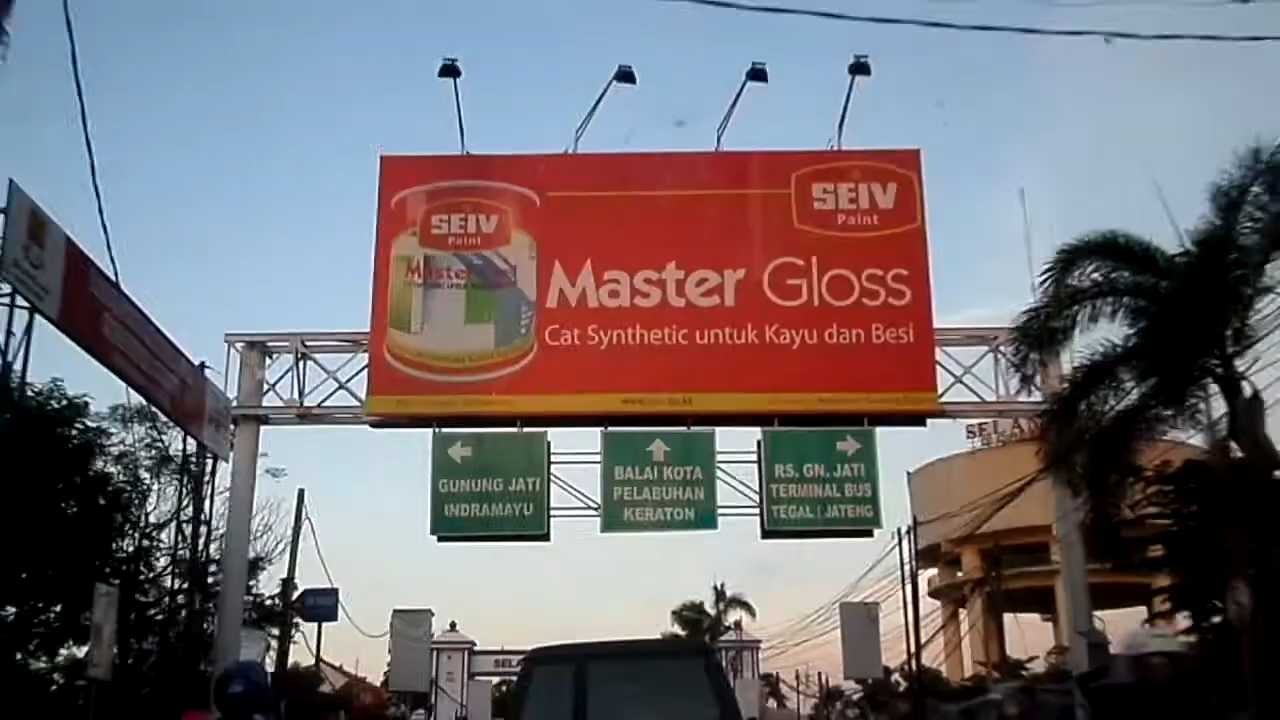 SEIV
Paint
SEIV
Paint
Master Gloss
Cat Synthetic untuk Kayu dan Besi
GUNUNG JATI
INDRAMAYU
BALAI KOTA
PELABUHAN
KERATON
RS. GN. JATI
TERMINAL BUS
TEGAL / JATENG